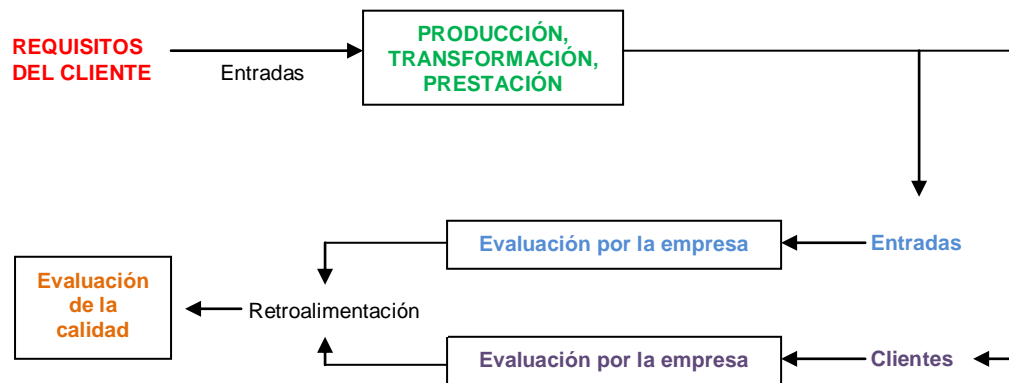 REQUISITOS
DEL CLIENTE
Entradas
PRODUCCIÓN,
TRANSFORMACIÓN,
PRESTACIÓN
Evaluación por la empresa
Entradas
Evaluación
de la
calidad
Retroalimentación
Evaluación por la empresa
Clientes